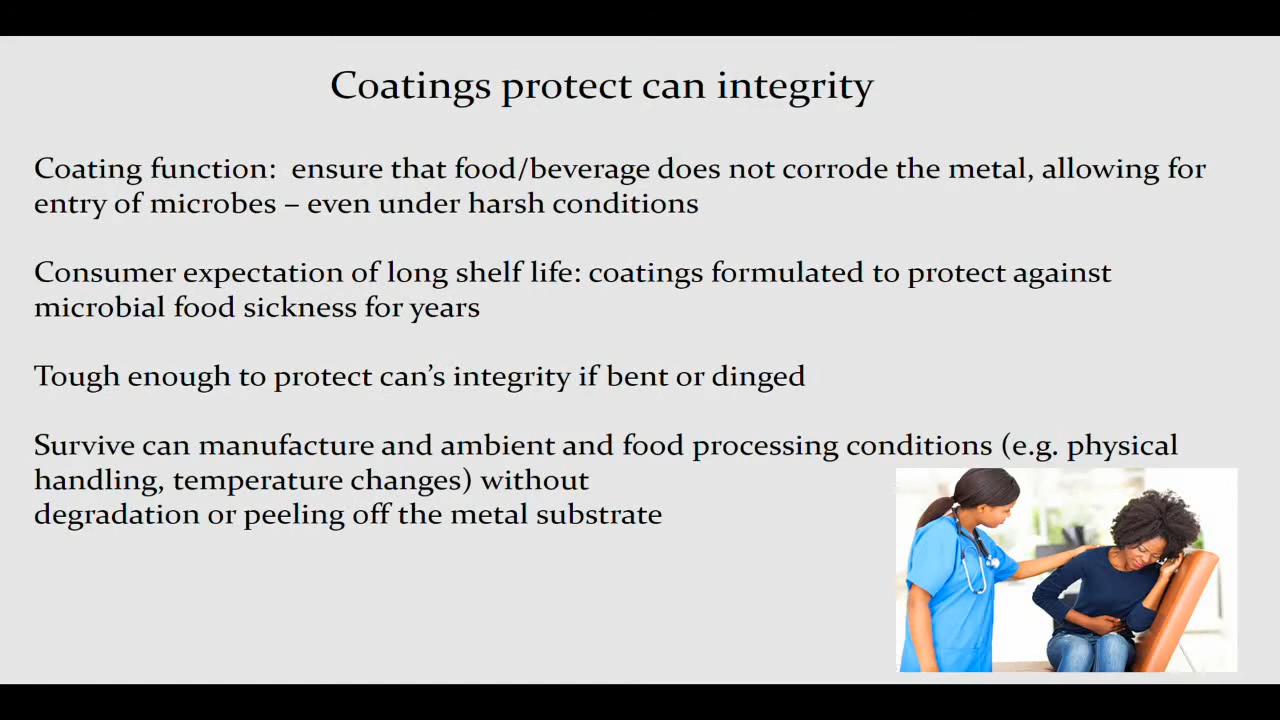 Coatings protect can integrity
Coating function:  ensure that food/beverage does not corrode the metal, allowing for
entry of microbes – even under harsh conditions
Consumer expectation of long shelf life: coatings formulated to protect against
microbial food sickness for years
Tough enough to protect can’s integrity if bent or dinged
Survive can manufacture and ambient and food processing conditions (e.g. physical
handling, temperature changes) without
degradation or peeling off the metal substrate